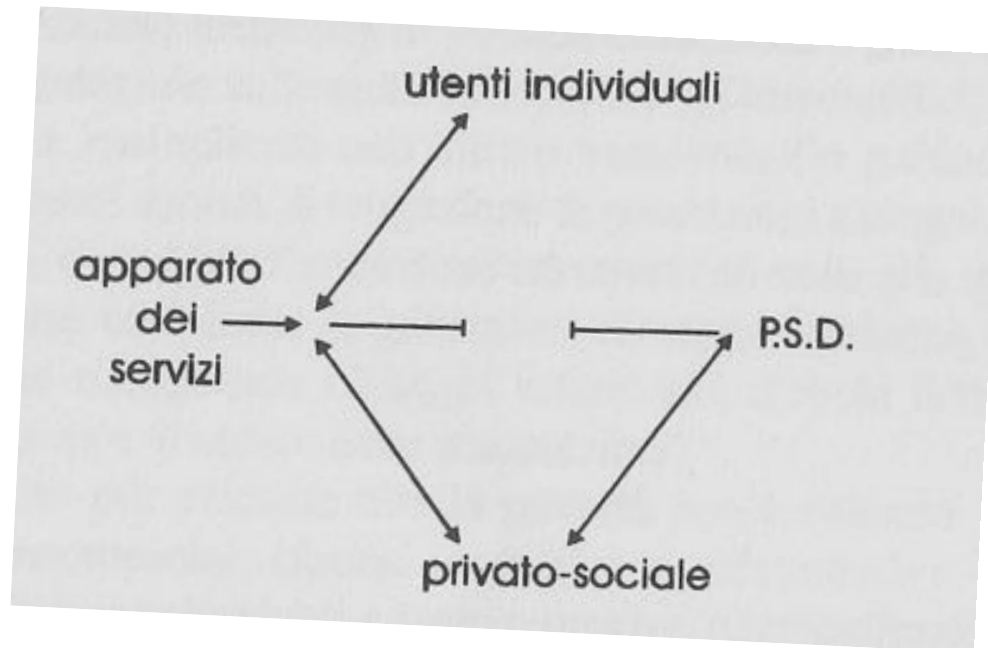 utenti individuali
apparato
dei
servizi
P.S.D.
privato-sociale